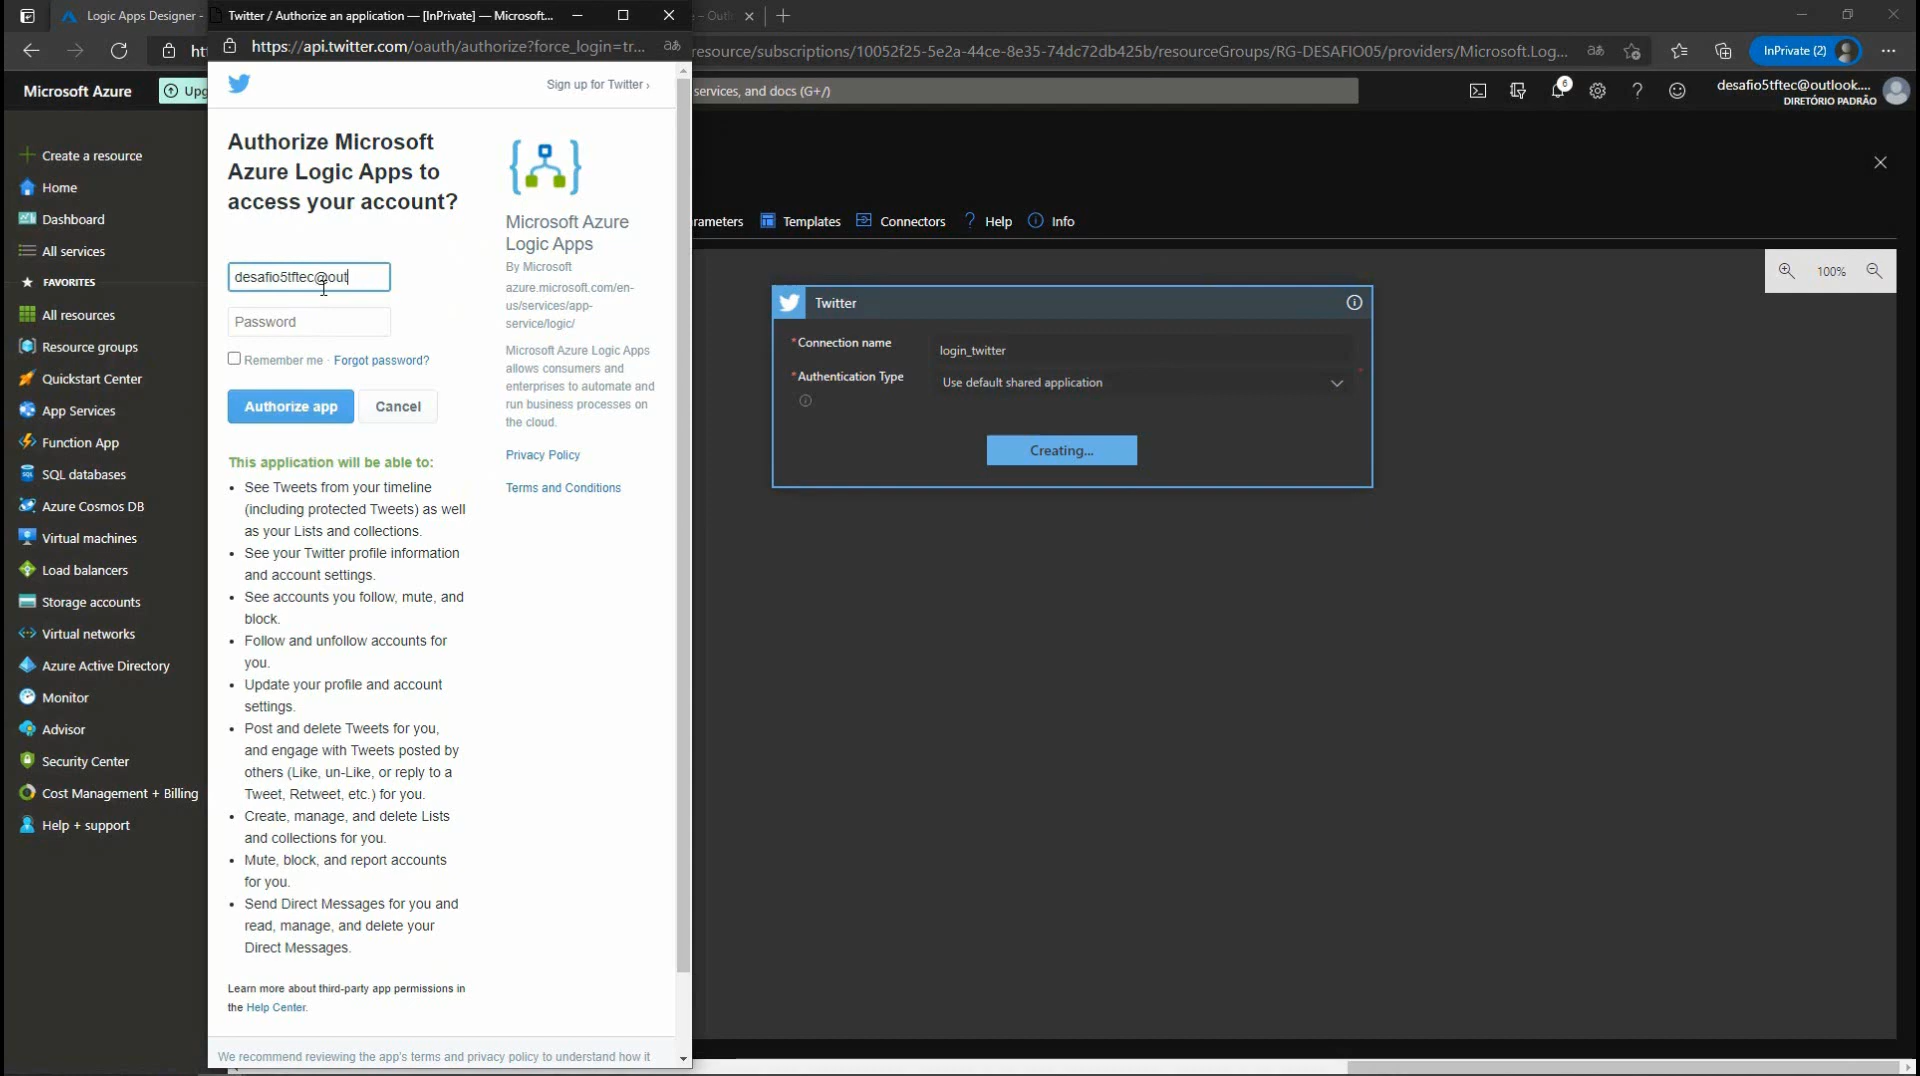 Logic Apps Designer -
Twitter / Authorize an application — [InPrivate] — Microsoft...
https://api.twitter.com/oauth/authorize?force_login=tr...
resource/subscriptions/10052f25-5e2a-44ce-8e35-74dc72db425b/resourceGroups/RG-DESAFIO05/providers/Microsoft.Log...
InPrivate (2)
Microsoft Azure
Upg
services, and docs (G+/)
6
desafio5tftec@outlook....
DIRETÓRIO PADRÃO
Create a resource
Home
Dashboard
All services
FAVORITES
All resources
Resource groups
Quickstart Center
App Services
Function App
SQL databases
Azure Cosmos DB
Virtual machines
Load balancers
Storage accounts
Virtual networks
Azure Active Directory
Monitor
Advisor
Security Center
Cost Management + Billing
Help + support
Sign up for Twitter ›
Authorize Microsoft
Azure Logic Apps to
access your account?
desafio5tftec@out
Password
Remember me · Forgot password?
Authorize app
Cancel
This application will be able to:
• See Tweets from your timeline
(including protected Tweets) as well
as your Lists and collections.
• See your Twitter profile information
and account settings.
• See accounts you follow, mute, and
block.
• Follow and unfollow accounts for
you.
• Update your profile and account
settings.
• Post and delete Tweets for you,
and engage with Tweets posted by
others (Like, un-Like, or reply to a
Tweet, Retweet, etc.) for you.
• Create, manage, and delete Lists
and collections for you.
• Mute, block, and report accounts
for you.
• Send Direct Messages for you and
read, manage, and delete your
Direct Messages.
Learn more about third-party app permissions in
the Help Center.
We recommend reviewing the app's terms and privacy policy to understand how it
Microsoft Azure
Logic Apps
By Microsoft
azure.microsoft.com/en-
us/services/app-
service/logic/
Microsoft Azure Logic Apps
allows consumers and
enterprises to automate and
run business processes on
the cloud.
Privacy Policy
Terms and Conditions
rameters
Templates
Connectors
Help
Info
100%
Twitter
*Connection name
login_twitter
*Authentication Type
Use default shared application
Creating...